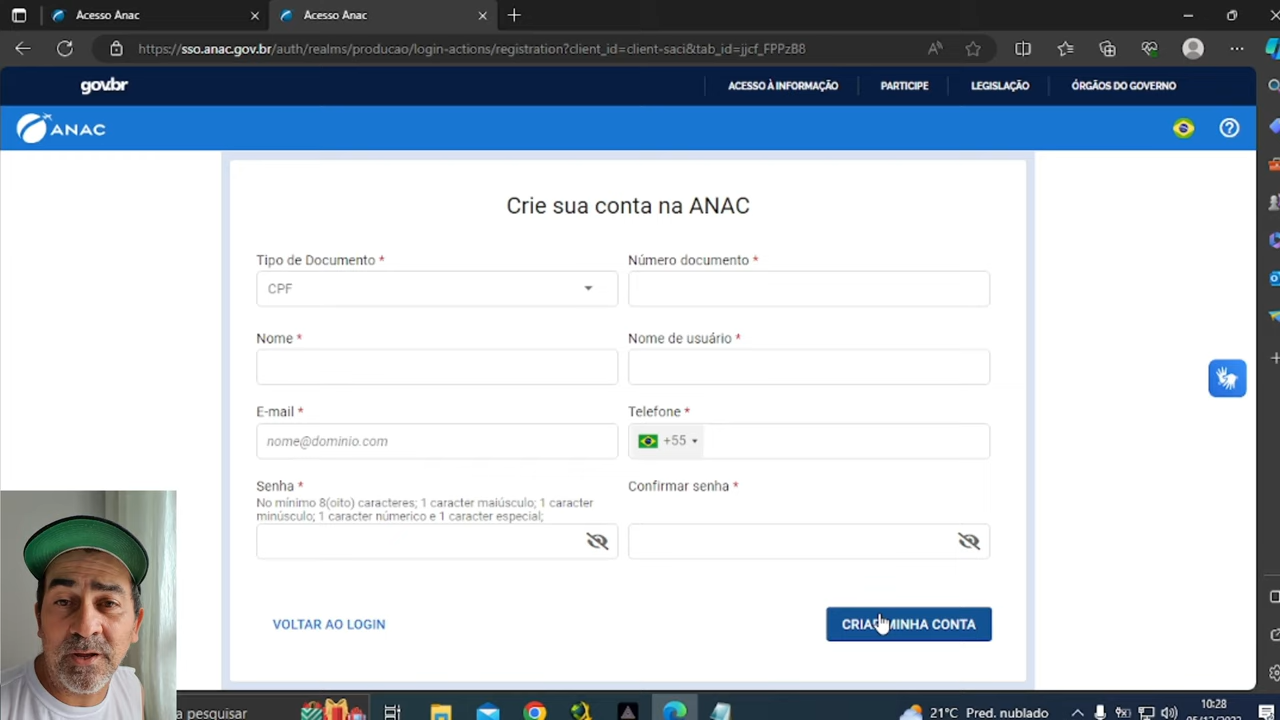 Acesso Anac
Acesso Anac
https://sso.anac.gov.br/auth/realms/producao/login-actions/registration?client_id=client-saci&tab_id=jjcf_FPPzB8
gov.br
ACESSO À INFORMAÇÃO
PARTICIPE
LEGISLAÇÃO
ÓRGÃOS DO GOVERNO
ANAC
Crie sua conta na ANAC
Tipo de Documento *
Número documento *
CPF
Nome *
Nome de usuário *
E-mail *
Telefone *
nome@dominio.com
+55
Senha *
Confirmar senha *
No mínimo 8(oito) caracteres; 1 caracter maiúsculo; 1 caracter
minúsculo; 1 caracter númerico e 1 caracter especial;
VOLTAR AO LOGIN
CRIAR MINHA CONTA
a pesquisar
21°C Pred. nublado
10:28